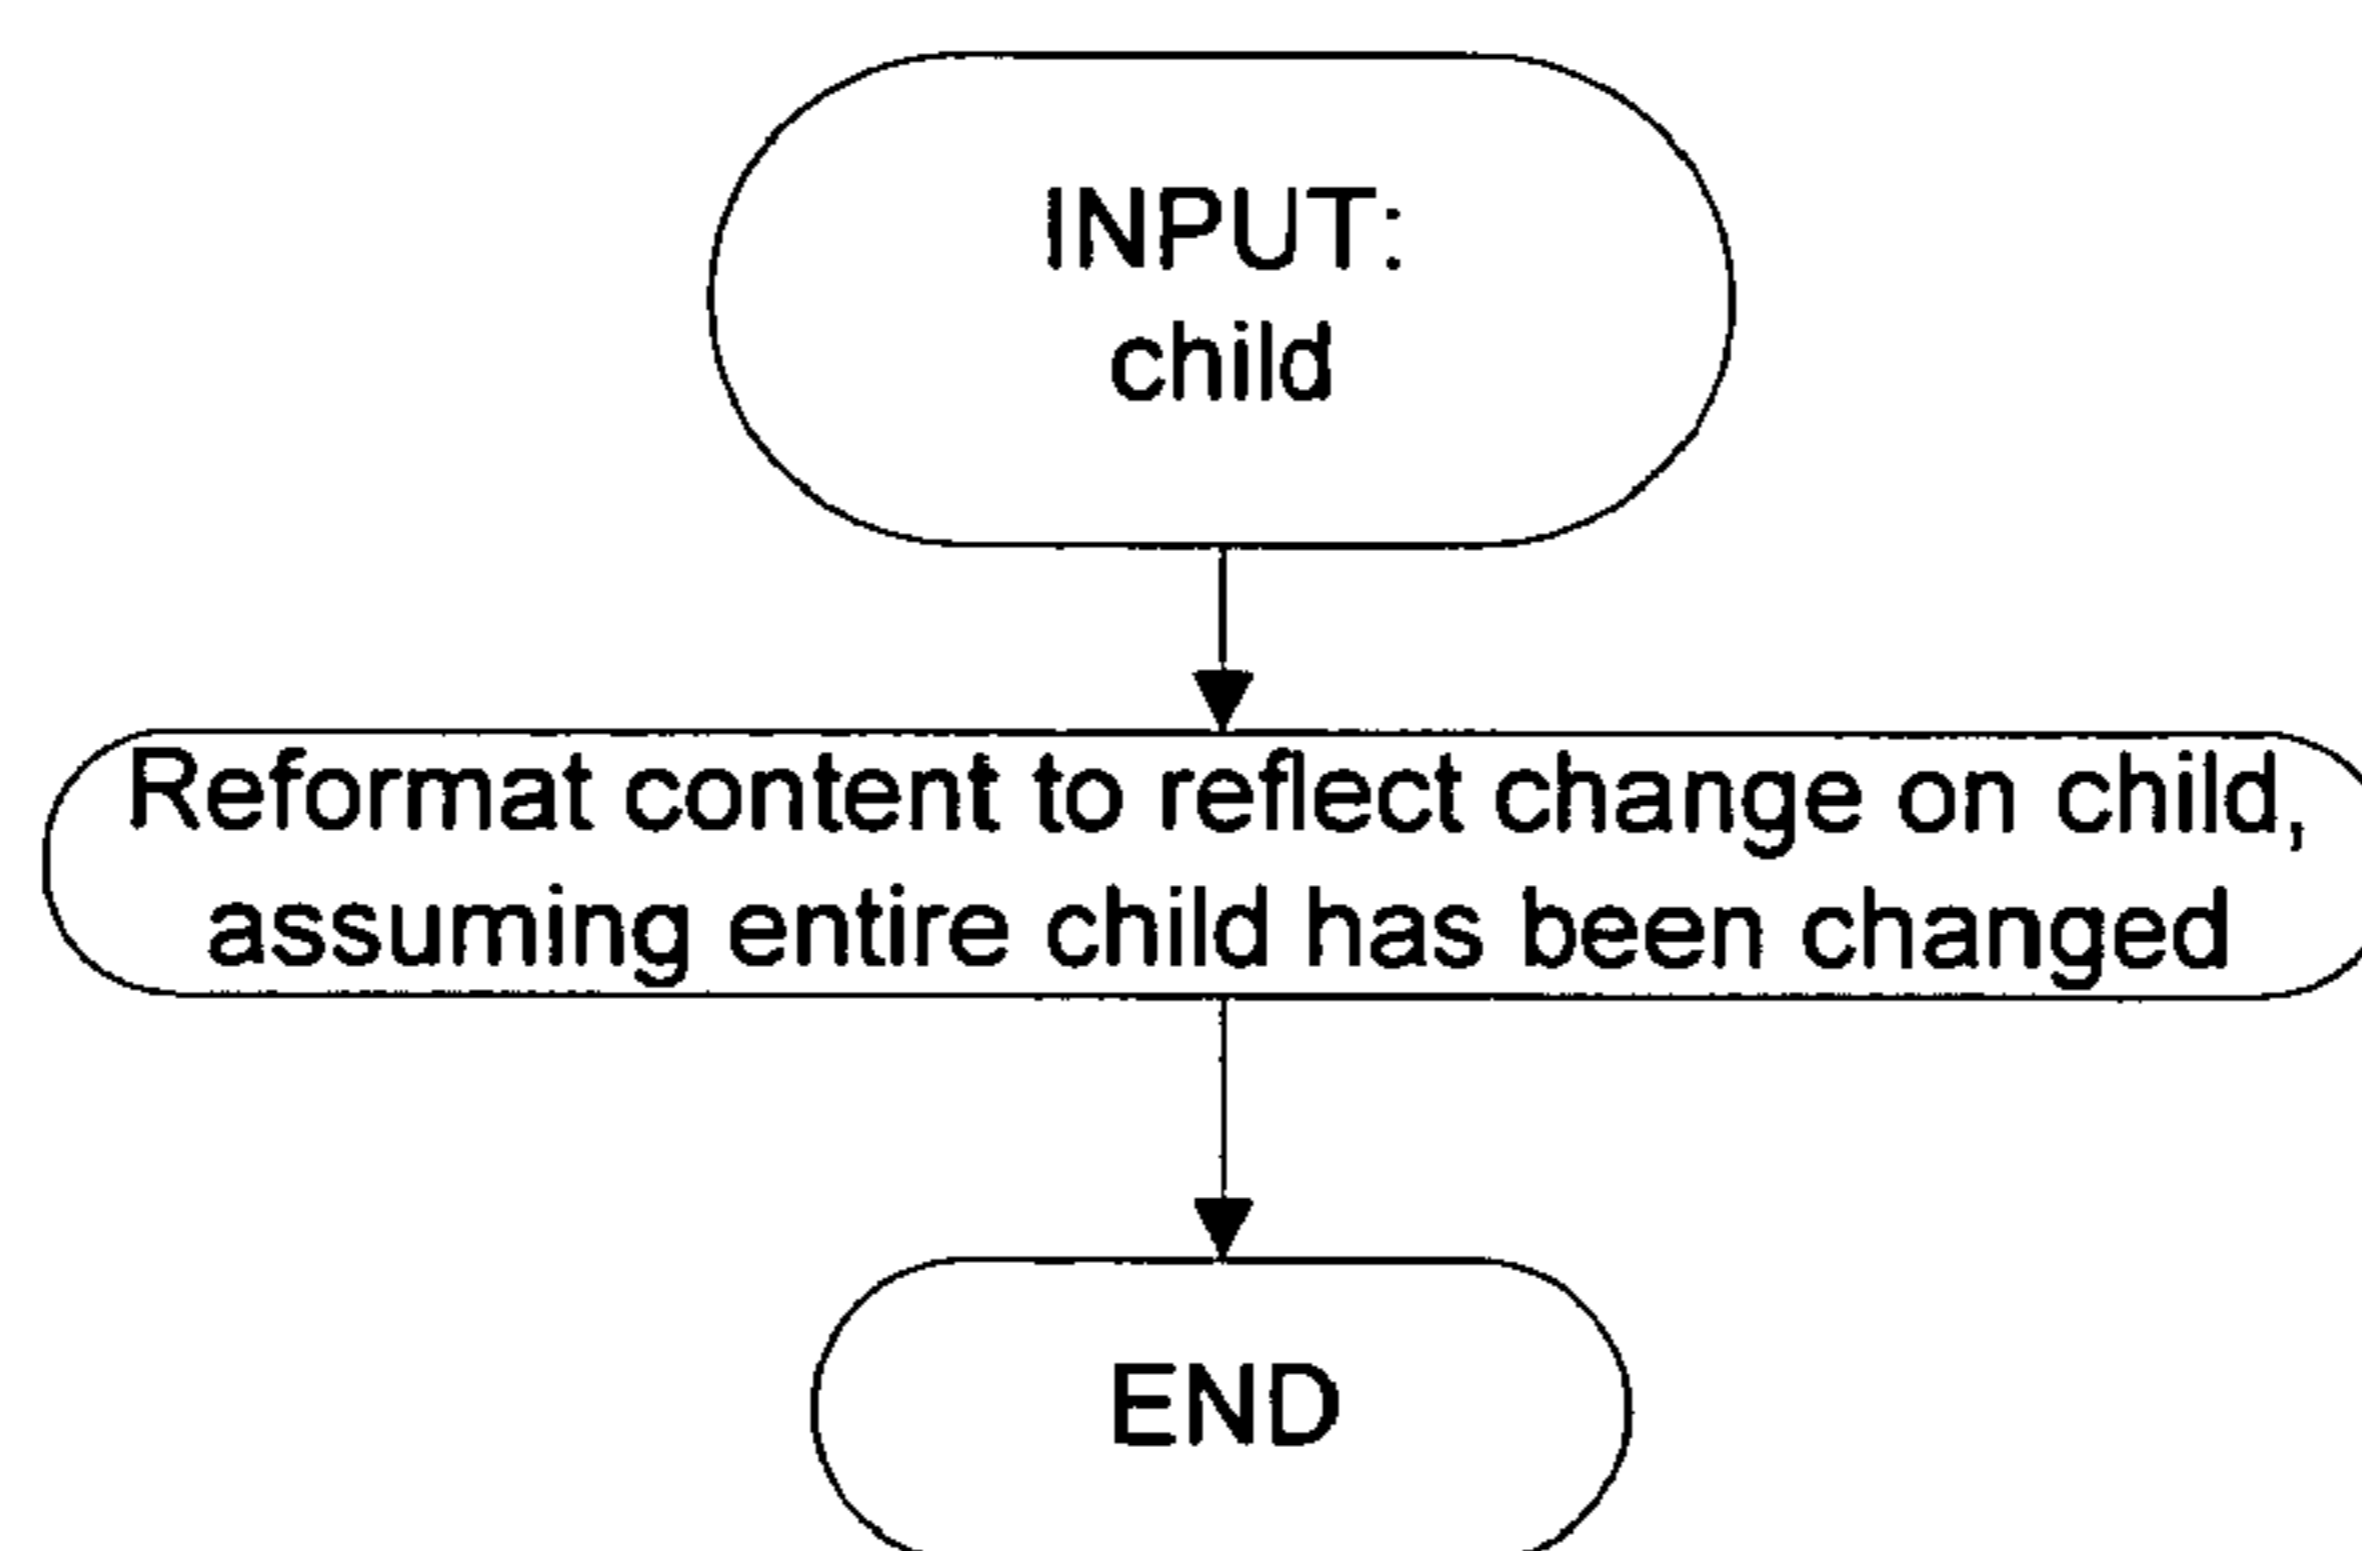 INPUT:
child
Reformat content to reflect change on child,
assuming entire child has been changed
END